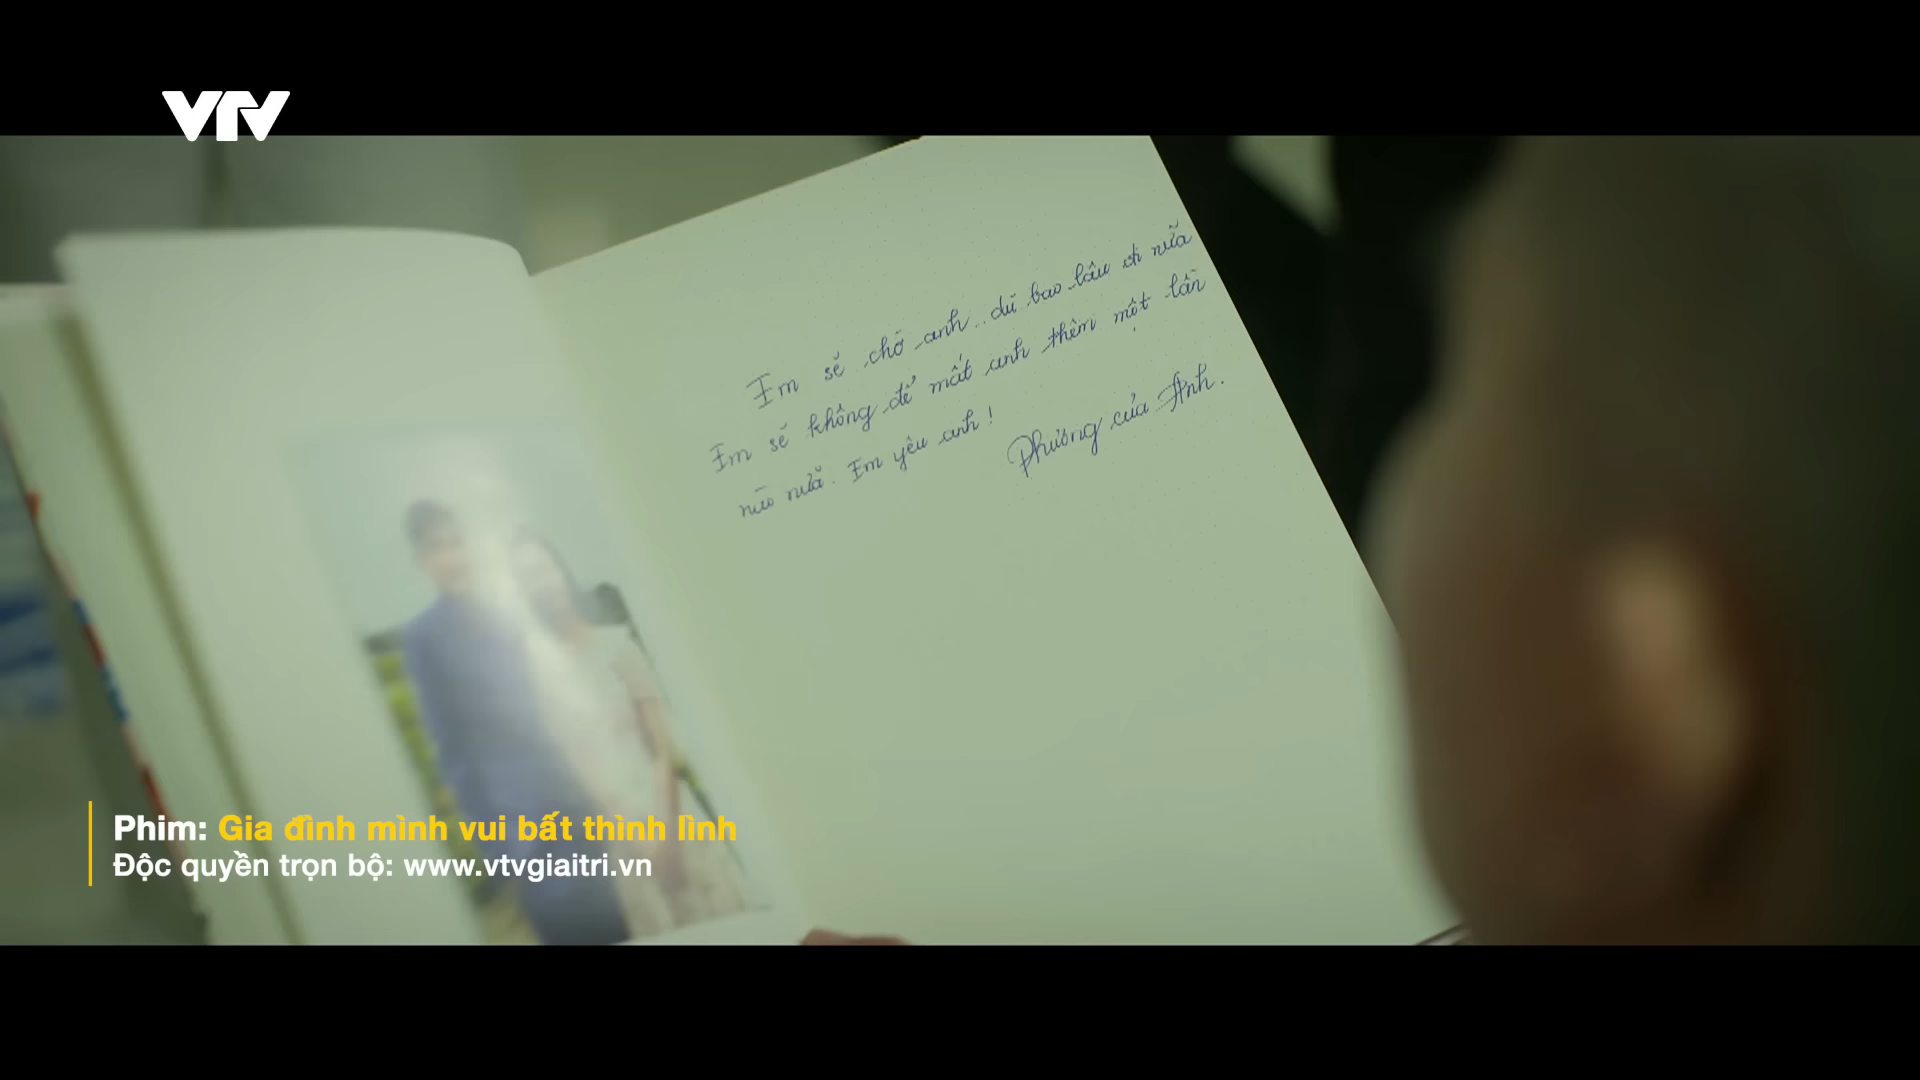 VTV
Em sẽ chờ anh.. dù bao lâu đi nữa
Em sẽ không để mất anh thêm một lần
nào nữa. Em yêu anh!
Phương của Anh.
Phim: Gia đình mình vui bất thình lình
Độc quyền trọn bộ: www.vtvgiaitri.vn